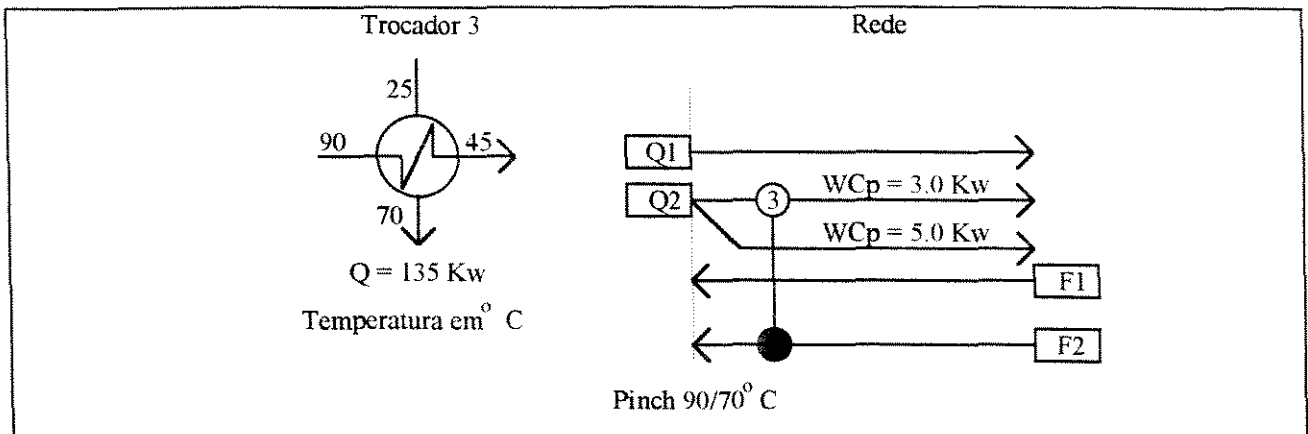 Trocador 3
Rede
25
90
45
70
Q = 135 Kw
Temperatura em° C
Q1
WCp = 3.0 Kw
Q2
3
WCp = 5.0 Kw
F1
F2
Pinch 90/70° C